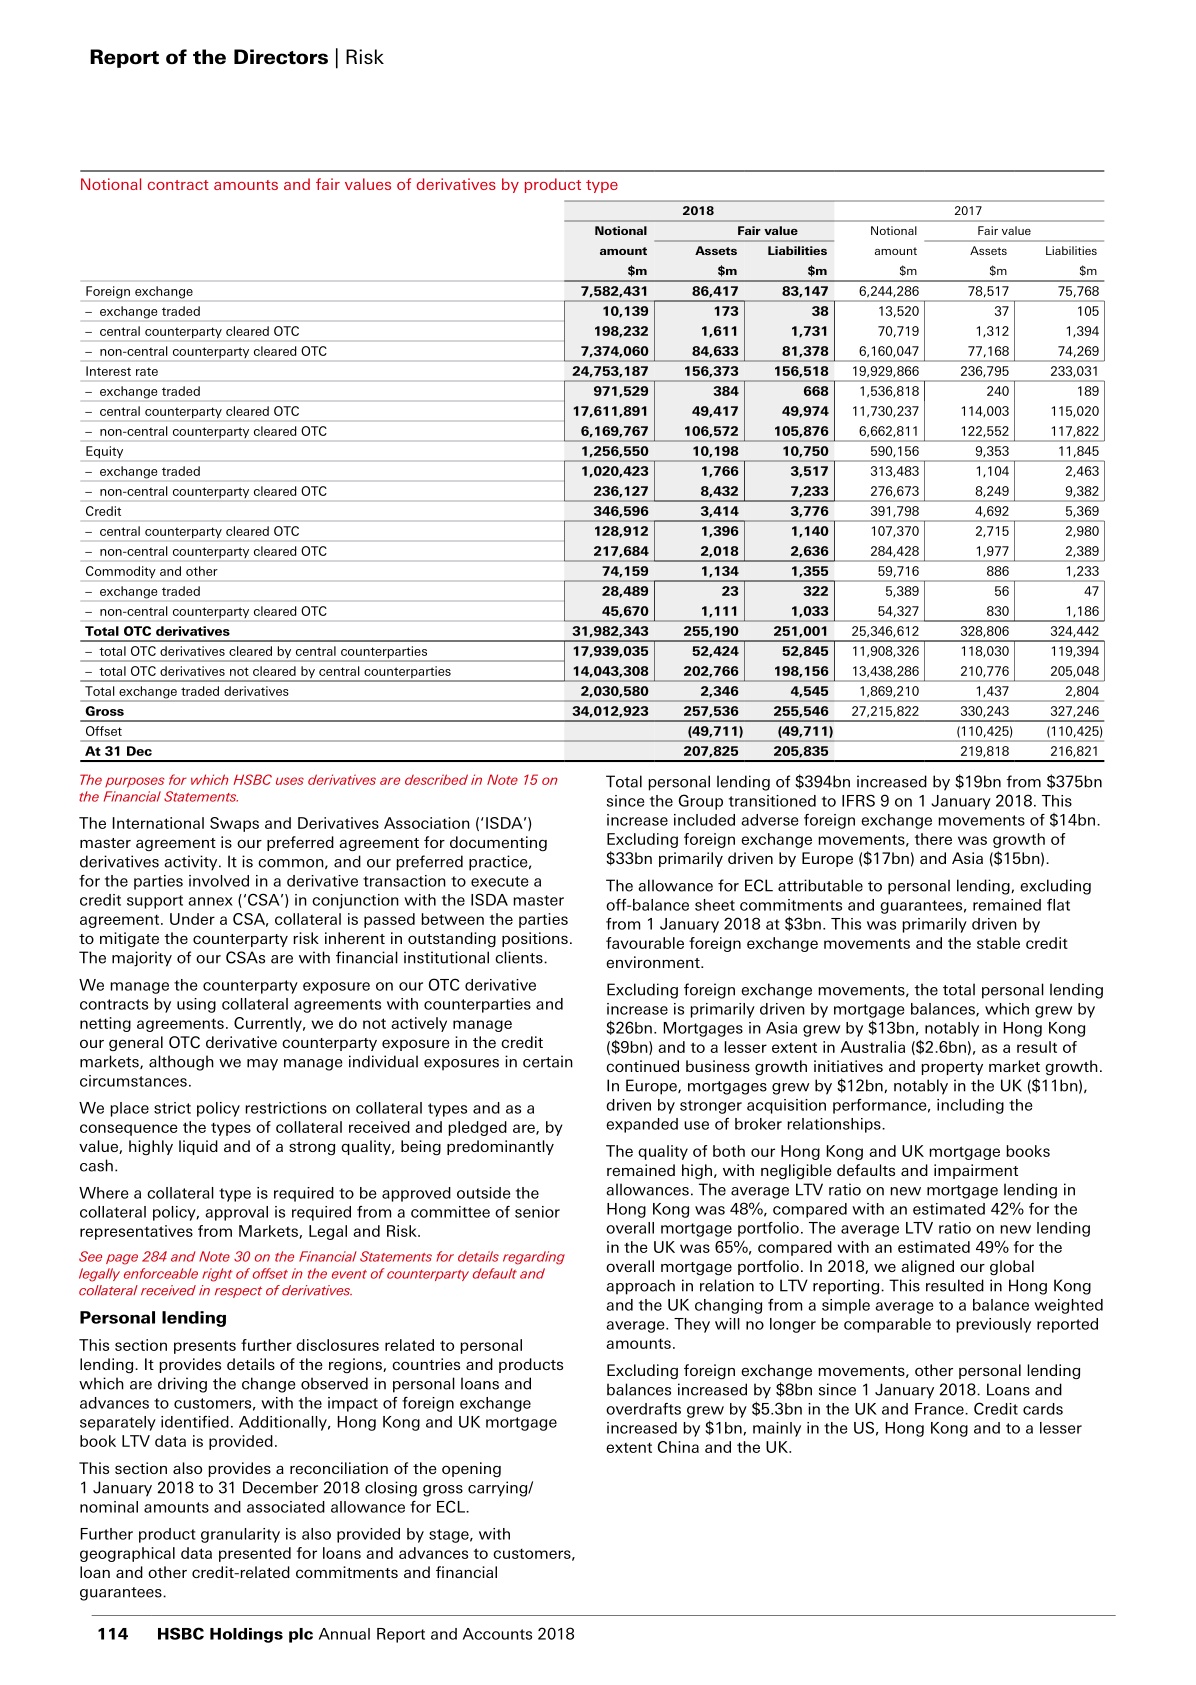 Report of the Directors | Risk
Notional contract amounts and fair values of derivatives by product type
2018 2017
Notional Fair value Notional Fair value
amount Assets Liabilities amount Assets Liabilities
$m $m $m $m $m $m
Foreign exchange 7,582,431 86,417 83,147 6,244,286 78,517 75,768
– exchange traded 10,139 173 38 13,520 37 105
– central counterparty cleared OTC 198,232 1,611 1,731 70,719 1,312 1,394
– non-central counterparty cleared OTC 7,374,060 84,633 81,378 6,160,047 77,168 74,269
Interest rate 24,753,187 156,373 156,518 19,929,866 236,795 233,031
– exchange traded 971,529 384 668 1,536,818 240 189
– central counterparty cleared OTC 17,611,891 49,417 49,974 11,730,237 114,003 115,020
– non-central counterparty cleared OTC 6,169,767 106,572 105,876 6,662,811 122,552 117,822
Equity 1,256,550 10,198 10,750 590,156 9,353 11,845
– exchange traded 1,020,423 1,766 3,517 313,483 1,104 2,463
– non-central counterparty cleared OTC 236,127 8,432 7,233 276,673 8,249 9,382
Credit 346,596 3,414 3,776 391,798 4,692 5,369
– central counterparty cleared OTC 128,912 1,396 1,140 107,370 2,715 2,980
– non-central counterparty cleared OTC 217,684 2,018 2,636 284,428 1,977 2,389
Commodity and other 74,159 1,134 1,355 59,716 886 1,233
– exchange traded 28,489 23 322 5,389 56 47
– non-central counterparty cleared OTC 45,670 1,111 1,033 54,327 830 1,186
Total OTC derivatives 31,982,343 255,190 251,001 25,346,612 328,806 324,442
– total OTC derivatives cleared by central counterparties 17,939,035 52,424 52,845 11,908,326 118,030 119,394
– total OTC derivatives not cleared by central counterparties 14,043,308 202,766 198,156 13,438,286 210,776 205,048
Total exchange traded derivatives 2,030,580 2,346 4,545 1,869,210 1,437 2,804
Gross 34,012,923 257,536 255,546 27,215,822 330,243 327,246
Offset (49,711) (49,711) (110,425) (110,425)
At 31 Dec 207,825 205,835 219,818 216,821
The purposes for which HSBC uses derivatives are described in Note 15 on
the Financial Statements.
The International Swaps and Derivatives Association (‘ISDA’)
master agreement is our preferred agreement for documenting
derivatives activity. It is common, and our preferred practice,
for the parties involved in a derivative transaction to execute a
credit support annex (‘CSA’) in conjunction with the ISDA master
agreement. Under a CSA, collateral is passed between the parties
to mitigate the counterparty risk inherent in outstanding positions.
The majority of our CSAs are with financial institutional clients.
We manage the counterparty exposure on our OTC derivative
contracts by using collateral agreements with counterparties and
netting agreements. Currently, we do not actively manage
our general OTC derivative counterparty exposure in the credit
markets, although we may manage individual exposures in certain
circumstances.
We place strict policy restrictions on collateral types and as a
consequence the types of collateral received and pledged are, by
value, highly liquid and of a strong quality, being predominantly
cash.
Where a collateral type is required to be approved outside the
collateral policy, approval is required from a committee of senior
representatives from Markets, Legal and Risk.
See page 284 and Note 30 on the Financial Statements for details regarding
legally enforceable right of offset in the event of counterparty default and
collateral received in respect of derivatives.
Personal lending
This section presents further disclosures related to personal
lending. It provides details of the regions, countries and products
which are driving the change observed in personal loans and
advances to customers, with the impact of foreign exchange
separately identified. Additionally, Hong Kong and UK mortgage
book LTV data is provided.
This section also provides a reconciliation of the opening
1 January 2018 to 31 December 2018 closing gross carrying/
nominal amounts and associated allowance for ECL.
Further product granularity is also provided by stage, with
geographical data presented for loans and advances to customers,
loan and other credit-related commitments and financial
guarantees.
Total personal lending of $394bn increased by $19bn from $375bn
since the Group transitioned to IFRS 9 on 1 January 2018. This
increase included adverse foreign exchange movements of $14bn.
Excluding foreign exchange movements, there was growth of
$33bn primarily driven by Europe ($17bn) and Asia ($15bn).
The allowance for ECL attributable to personal lending, excluding
off-balance sheet commitments and guarantees, remained flat
from 1 January 2018 at $3bn. This was primarily driven by
favourable foreign exchange movements and the stable credit
environment.
Excluding foreign exchange movements, the total personal lending
increase is primarily driven by mortgage balances, which grew by
$26bn. Mortgages in Asia grew by $13bn, notably in Hong Kong
($9bn) and to a lesser extent in Australia ($2.6bn), as a result of
continued business growth initiatives and property market growth.
In Europe, mortgages grew by $12bn, notably in the UK ($11bn),
driven by stronger acquisition performance, including the
expanded use of broker relationships.
The quality of both our Hong Kong and UK mortgage books
remained high, with negligible defaults and impairment
allowances. The average LTV ratio on new mortgage lending in
Hong Kong was 48%, compared with an estimated 42% for the
overall mortgage portfolio. The average LTV ratio on new lending
in the UK was 65%, compared with an estimated 49% for the
overall mortgage portfolio. In 2018, we aligned our global
approach in relation to LTV reporting. This resulted in Hong Kong
and the UK changing from a simple average to a balance weighted
average. They will no longer be comparable to previously reported
amounts.
Excluding foreign exchange movements, other personal lending
balances increased by $8bn since 1 January 2018. Loans and
overdrafts grew by $5.3bn in the UK and France. Credit cards
increased by $1bn, mainly in the US, Hong Kong and to a lesser
extent China and the UK.
114 HSBC Holdings plc Annual Report and Accounts 2018